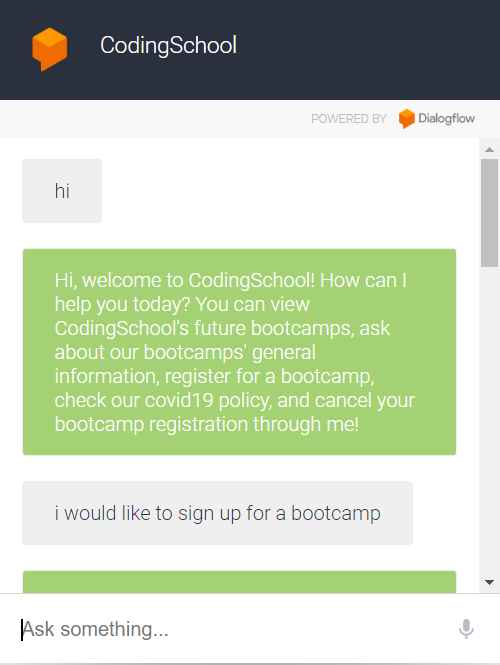 CodingSchool
POWERED BY Dialogflow
hi
Hi, welcome to CodingSchool! How can I
help you today? You can view
CodingSchool's future bootcamps, ask
about our bootcamps' general
information, register for a bootcamp,
check our covid19 policy, and cancel your
bootcamp registration through me!
i would like to sign up for a bootcamp
Ask something...